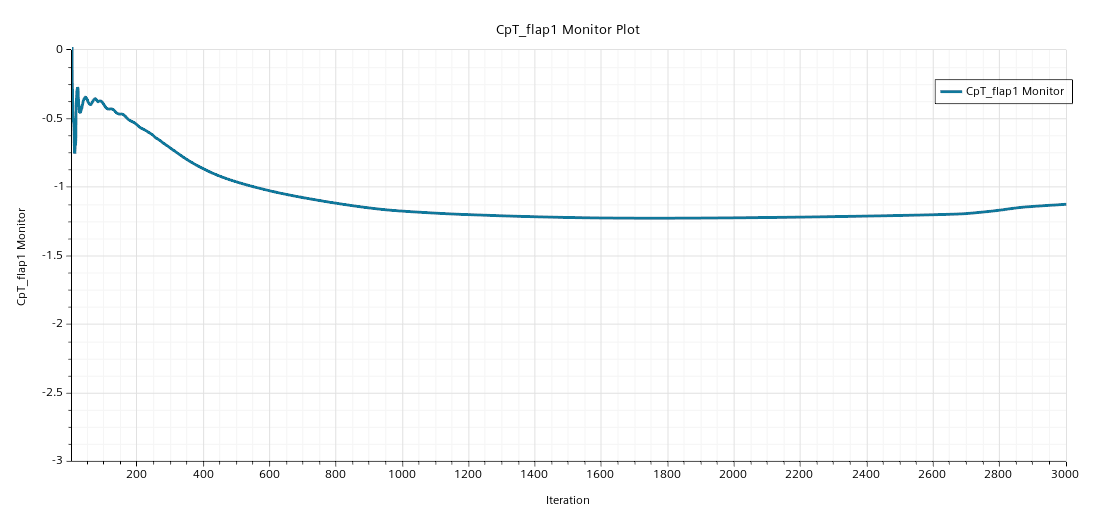 CpT_flap1 Monitor Plot
CpT_flap1 Monitor
0
-0.5
-1
-1.5
-2
-2.5
-3
CpT_flap1 Monitor
200 400 600 800 1000 1200 1400 1600 1800 2000 2200 2400 2600 2800 3000
Iteration